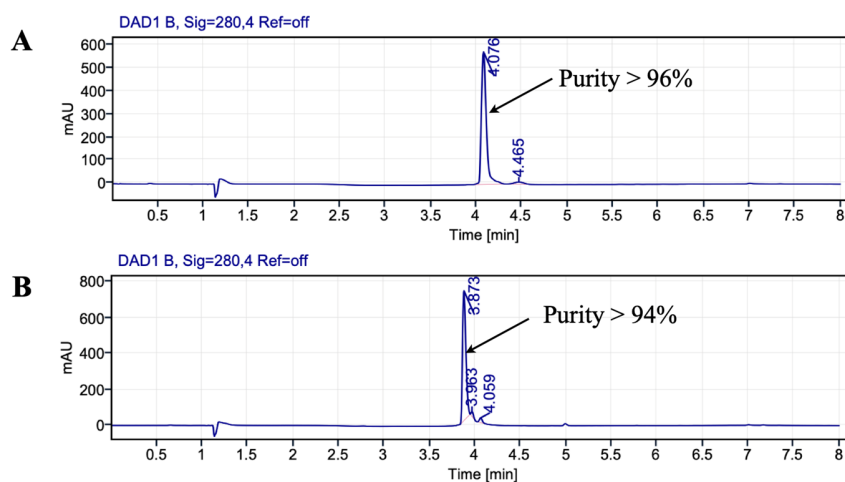 DAD1 B, Sig=280,4 Ref=off
A
600
500
400
300
200
100
0
mAU
4.076
4.465
Purity > 96%
0.5 1 1.5 2 2.5 3 3.5 4 4.5 5 5.5 6 6.5 7 7.5 8
Time [min]
DAD1 B, Sig=280,4 Ref=off
B
800
600
400
200
0
mAU
3.873
3.963
4.059
Purity > 94%
0.5 1 1.5 2 2.5 3 3.5 4 4.5 5 5.5 6 6.5 7 7.5 8
Time [min]